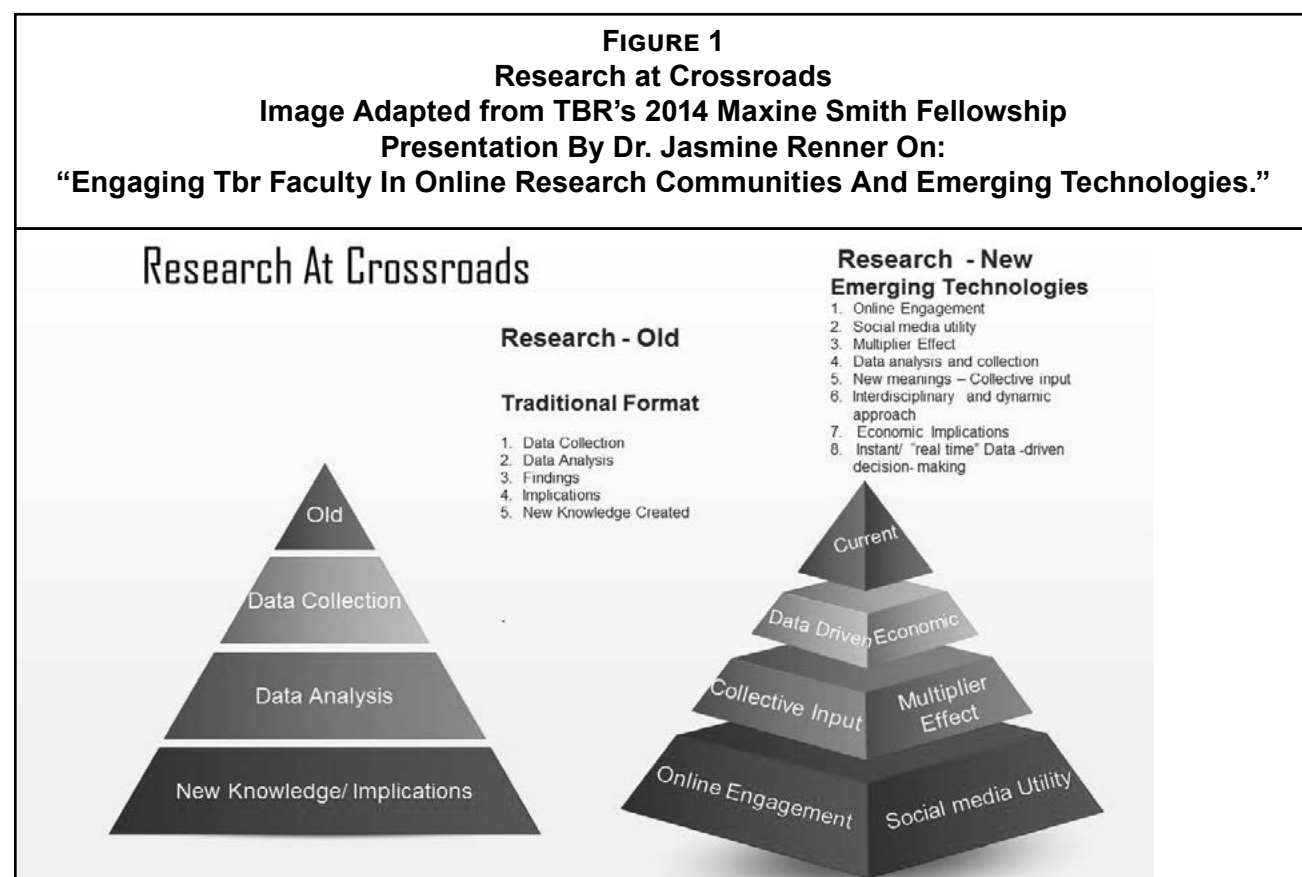 FIGURE 1
Research at Crossroads
Image Adapted from TBR's 2014 Maxine Smith Fellowship
Presentation By Dr. Jasmine Renner On:
“Engaging Tbr Faculty In Online Research Communities And Emerging Technologies.”
Research At Crossroads
Research - Old
Traditional Format
1. Data Collection
2. Data Analysis
3. Findings
4. Implications
5. New Knowledge Created
Research - New
Emerging Technologies
1. Online Engagement
2. Social media utility
3. Multiplier Effect
4. Data analysis and collection
5. New meanings – Collective input
6. Interdisciplinary and dynamic
approach
7. Economic Implications
8. Instant/ "real time" Data -driven
decision- making
Old
Data Collection
Data Analysis
New Knowledge/ Implications
Current
Data Driven
Economic
Collective Input
Multiplier
Effect
Online Engagement
Social media Utility